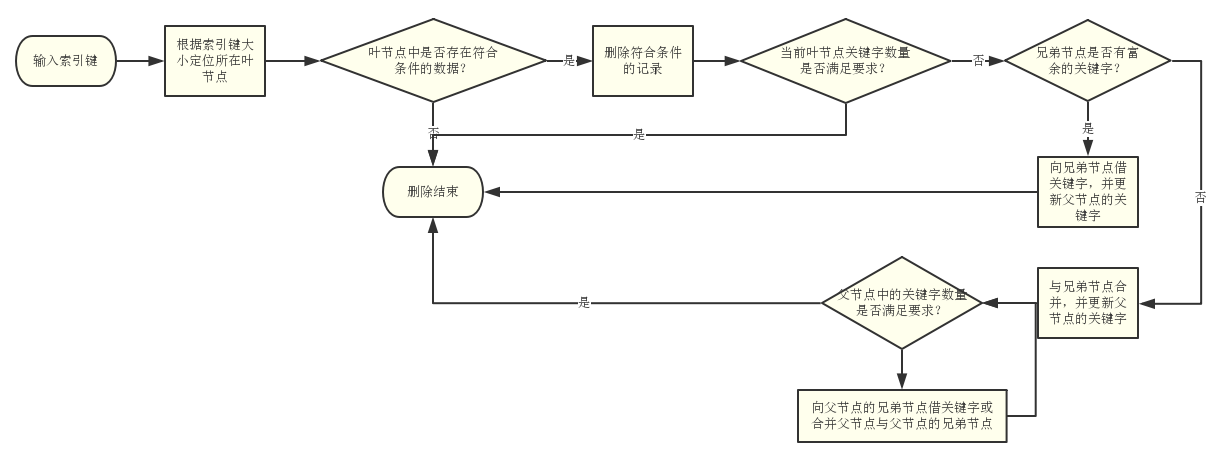 输入索引键
根据索引键大
小定位所在叶
节点
叶节点中是否存在符合
条件的数据？
是
删除符合条件
的记录
当前叶节点关键字数量
是否满足要求？
否
兄弟节点是否有富
余的关键字？
否
是
是
删除结束
向兄弟节点借
关键字，并更
新父节点的关
键字
否
与兄弟节点合
并，并更新父
节点的关键字
父节点中的关键字数量
是否满足要求？
是
向父节点的兄弟节点借关键字或
合并父节点与父节点的兄弟节点